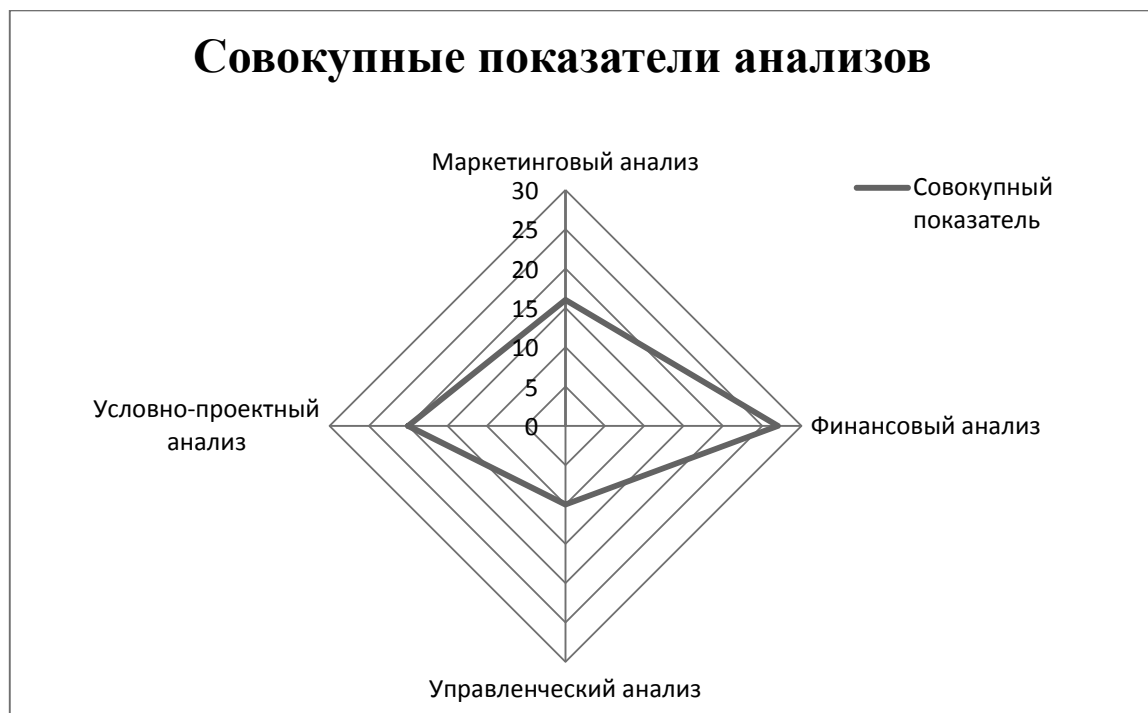 Совокупные показатели анализов
Маркетинговый анализ
30
25
20
15
10
5
0
Совокупный
показатель
Условно-проектный
анализ
Финансовый анализ
Управленческий анализ